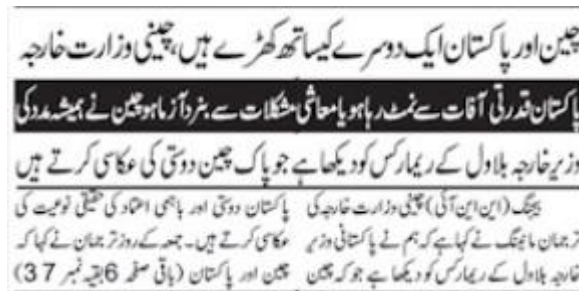 چین اور پاکستان ایک دوسرے کیساتھ کھڑے ہیں، چینی وزارت خارجہ
پاکستان قدرتی آفات سے نمٹ رہا ہو یا معاشی مشکلات سے نبرد آزما ہو چین نے ہمیشہ مدد کی
وزیر خارجہ بلاول کے ریمارکس کو دیکھا ہے جو پاک چین دوستی کی عکاسی کرتے ہیں
بیجنگ (این این آئی) چینی وزارت خارجہ کی
ترجمان ماؤننگ نے کہا ہے کہ ہم نے پاکستانی وزیر
خارجہ بلاول کے ریمارکس کو دیکھا ہے جو کہ چین
پاکستان دوستی اور باہمی اعتماد کی حقیقی نوعیت کی
عکاسی کرتے ہیں۔ جمعہ کے روز ترجمان نے کہا کہ
چین اور پاکستان (باقی صفحہ 6 بقیہ نمبر 37)